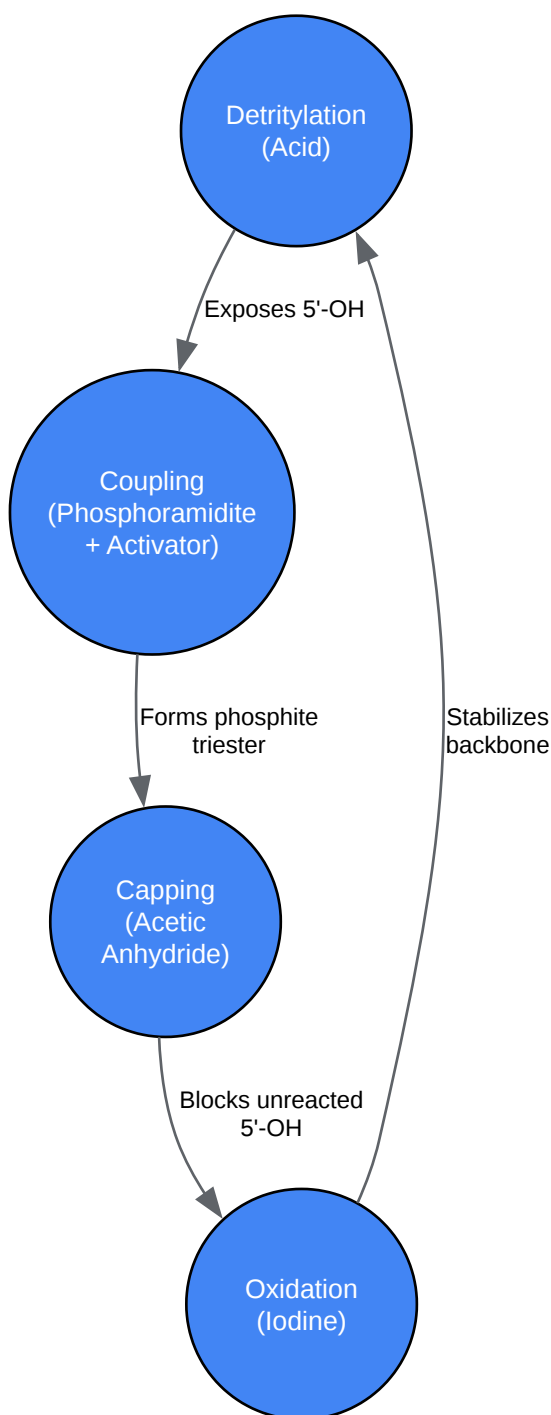 Detritylation
(Acid)
Exposes 5'-OH
Coupling
(Phosphoramidite
+ Activator)
Forms phosphite
triester
Stabilizes
backbone
Capping
(Acetic
Anhydride)
Blocks unreacted
5'-OH
Oxidation
(Iodine)